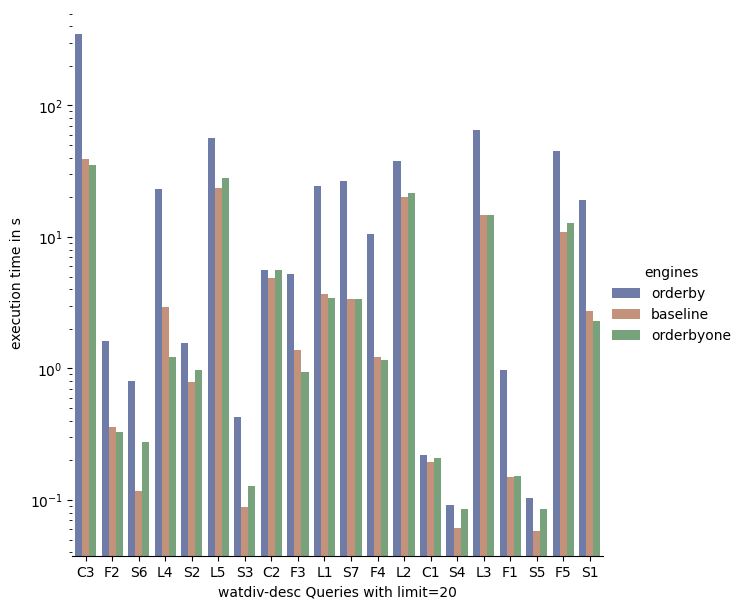 execution time in s
10²
10¹
10⁰
10⁻¹
C3 F2 S6 L4 S2 L5 S3 C2 F3 L1 S7 F4 L2 C1 S4 L3 F1 S5 F5 S1
watdiv-desc Queries with limit=20
engines
orderby
baseline
orderbyone